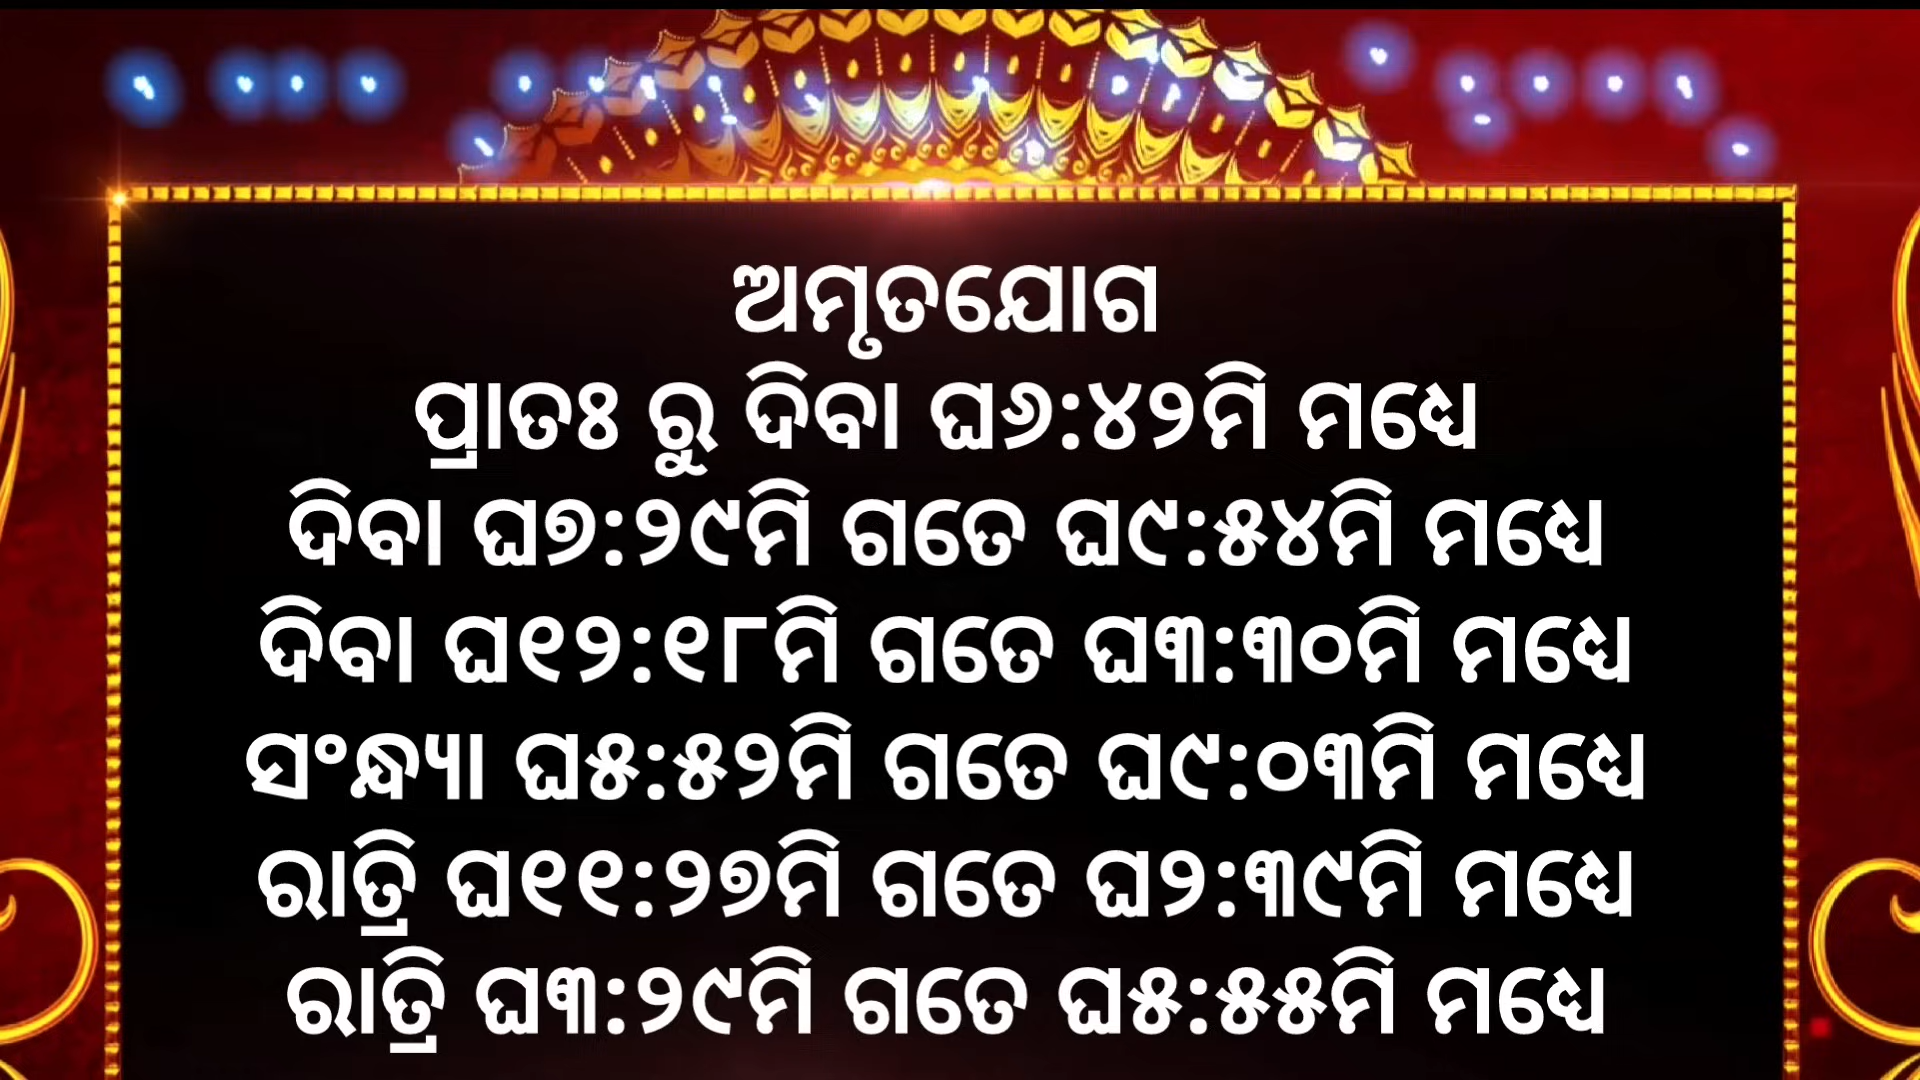 ଅମୃତଯୋଗ
ପ୍ରାତଃ ରୁ ଦିବା ଘ୬:୪୨ମି ମଧ୍ୟେ
ଦିବା ଘ୭:୨୯ମି ଗତେ ଘ୯:୫୪ମି ମଧ୍ୟେ
ଦିବା ଘ୧୨:୧୮ମି ଗତେ ଘ୩:୩୦ମି ମଧ୍ୟେ
ସଂନ୍ଧ୍ୟା ଘ୫:୫୨ମି ଗତେ ଘ୯:୦୩ମି ମଧ୍ୟେ
ରାତ୍ରି ଘ୧୧:୨୭ମି ଗତେ ଘ୨:୩୯ମି ମଧ୍ୟେ
ରାତ୍ରି ଘ୩:୨୯ମି ଗତେ ଘ୫:୫୫ମି ମଧ୍ୟେ